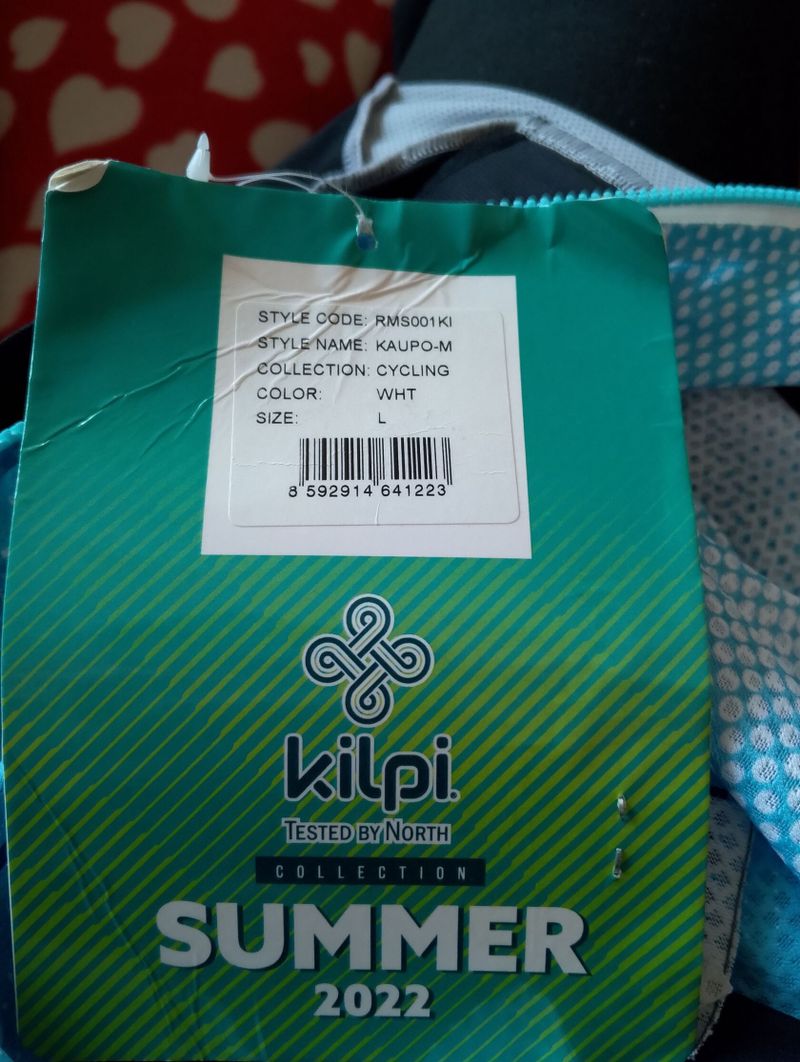 STYLE CODE: RMS001KI
STYLE NAME: KAUPO-M
COLLECTION: CYCLING
COLOR: WHT
SIZE: L
8 592914 641223
kilpi.
TESTED BY NORTH
COLLECTION
SUMMER
2022